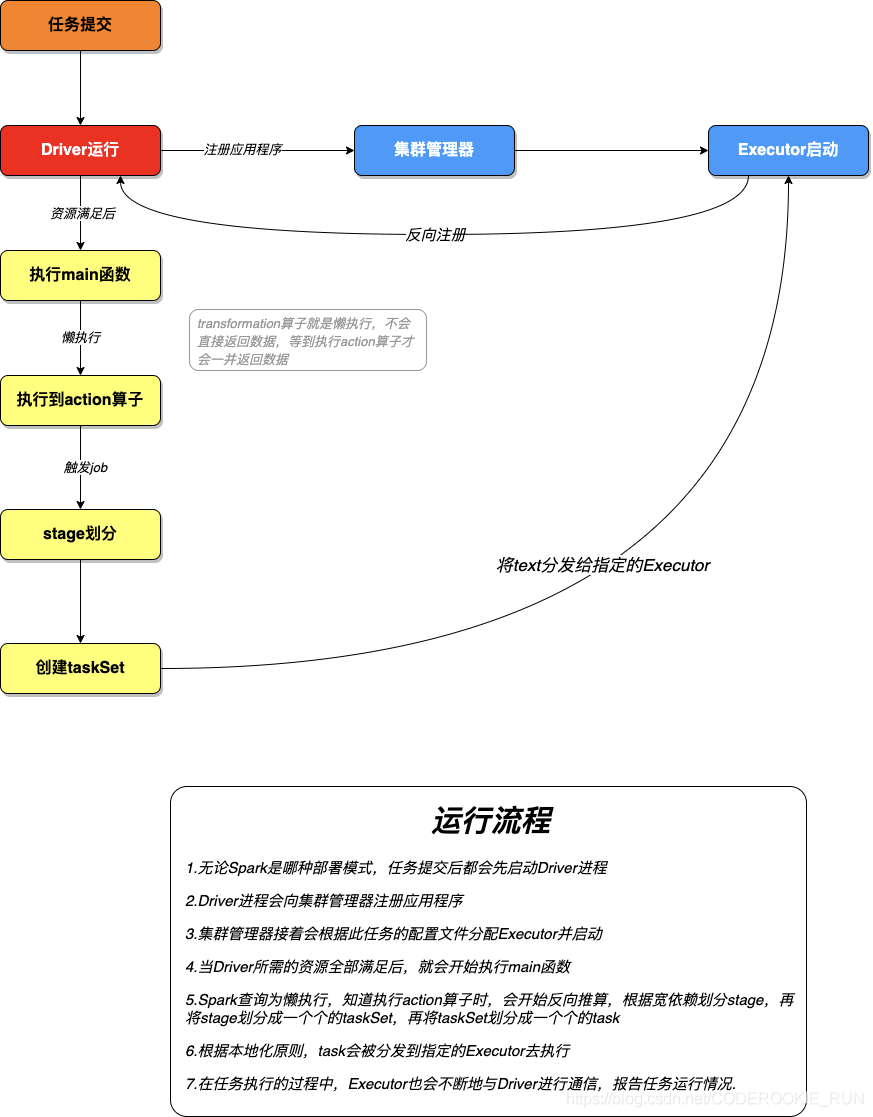 任务提交
Driver运行
注册应用程序
集群管理器
Executor启动
资源满足后
反向注册
执行main函数
懒执行
transformation算子就是懒执行，不会
直接返回数据，等到执行action算子才
会一并返回数据
执行到action算子
触发job
stage划分
将text分发给指定的Executor
创建taskSet
运行流程
1.无论Spark是哪种部署模式，任务提交后都会先启动Driver进程
2.Driver进程会向集群管理器注册应用程序
3.集群管理器接着会根据此任务的配置文件分配Executor并启动
4.当Driver所需的资源全部满足后，就会开始执行main函数
5.Spark查询为懒执行，知道执行action算子时，会开始反向推算，根据宽依赖划分stage，再
将stage划分成一个个的taskSet，再将taskSet划分成一个个的task
6.根据本地化原则，task会被分发到指定的Executor去执行
7.在任务执行的过程中，Executor也会不断地与Driver进行通信，报告任务运行情况.
https://blog.csdn.net/CODEROOKIE_RUN